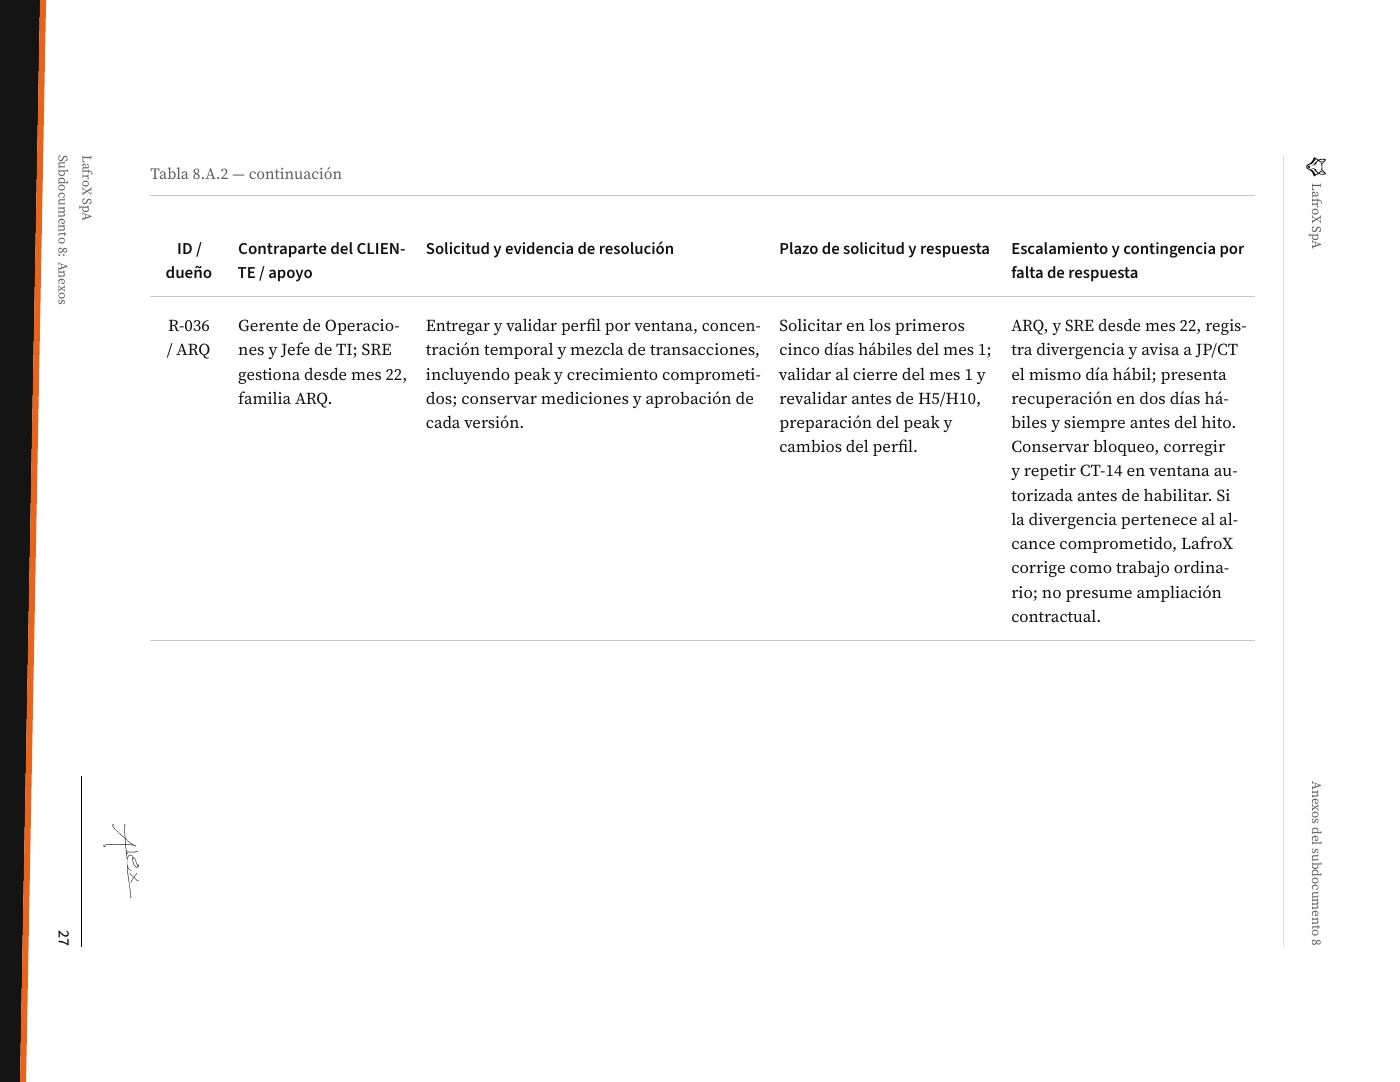 LafroX SpA
Anexos del subdocumento 8
Tabla 8.A.2 — continuación
ID /
dueño
Contraparte del CLIEN-
TE / apoyo
Solicitud y evidencia de resolución
Plazo de solicitud y respuesta
Escalamiento y contingencia por
falta de respuesta
R-036
/ ARQ
Gerente de Operacio-
nes y Jefe de TI; SRE
gestiona desde mes 22,
familia ARQ.
Entregar y validar perfil por ventana, concen-
tración temporal y mezcla de transacciones,
incluyendo peak y crecimiento comprometi-
dos; conservar mediciones y aprobación de
cada versión.
Solicitar en los primeros
cinco días hábiles del mes 1;
validar al cierre del mes 1 y
revalidar antes de H5/H10,
preparación del peak y
cambios del perfil.
ARQ, y SRE desde mes 22, regis-
tra divergencia y avisa a JP/CT
el mismo día hábil; presenta
recuperación en dos días há-
biles y siempre antes del hito.
Conservar bloqueo, corregir
y repetir CT-14 en ventana au-
torizada antes de habilitar. Si
la divergencia pertenece al al-
cance comprometido, LafroX
corrige como trabajo ordina-
rio; no presume ampliación
contractual.
Alex
LafroX SpA
Subdocumento 8: Anexos
27